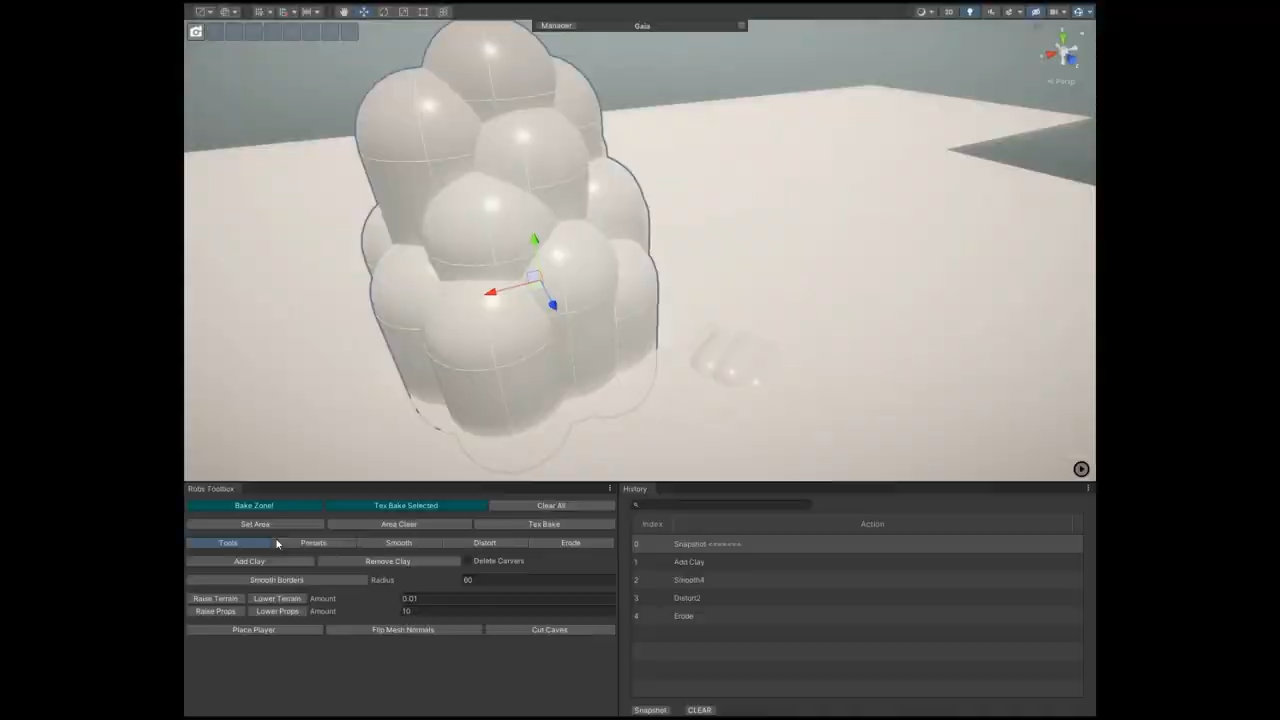 2D
Manager Gaia
Persp
Robs Toolbox
Bake Zone! Tex Bake Selected Clear All
Set Area Area Clear Tex Bake
Tools Presets Smooth Distort Erode
Add Clay Remove Clay Delete Carvers
Smooth Borders Radius 60
Raise Terrain Lower Terrain Amount 0.01
Raise Props Lower Props Amount 10
Place Player Flip Mesh Normals Cut Caves
History
Index Action
0 Snapshot <======
1 Add Clay
2 Smooth4
3 Distort2
4 Erode
Snapshot CLEAR